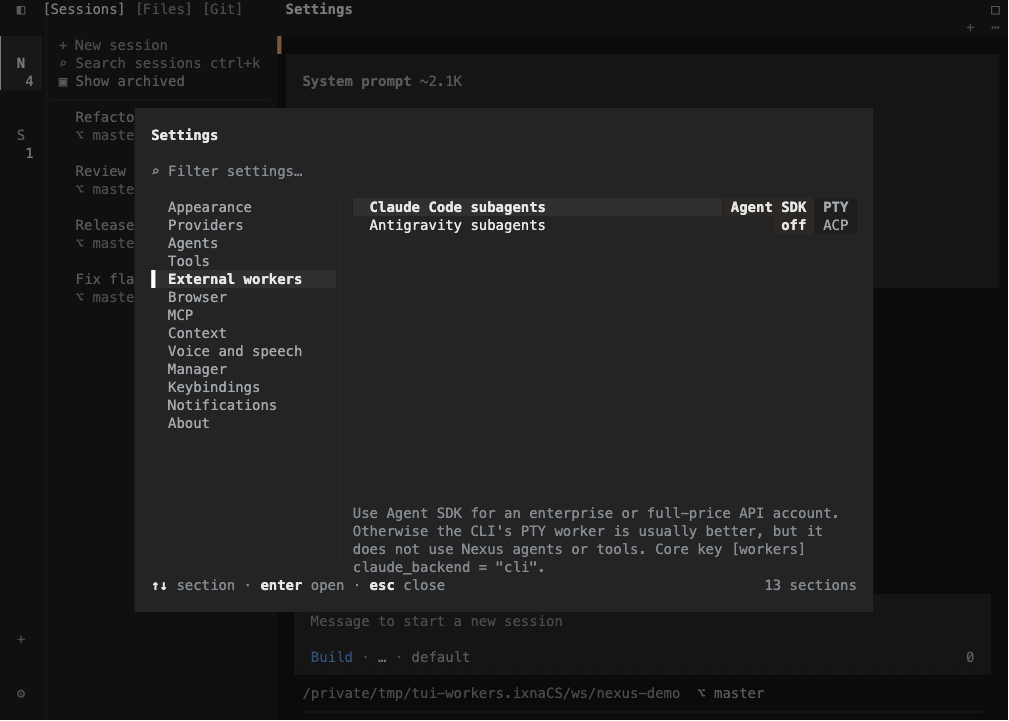 [Sessions] [Files] [Git] Settings
+ ⋯
+ New session
N ⌕ Search sessions ctrl+k
4 ▣ Show archived System prompt ~2.1K
Refacto
S ⌥ maste Settings
1
Review ⌕ Filter settings…
⌥ maste
Appearance Claude Code subagents Agent SDK PTY
Release Providers Antigravity subagents off ACP
⌥ maste Agents
Tools
Fix fla External workers
⌥ maste Browser
MCP
Context
Voice and speech
Manager
Keybindings
Notifications
About
Use Agent SDK for an enterprise or full-price API account.
Otherwise the CLI's PTY worker is usually better, but it
does not use Nexus agents or tools. Core key [workers]
claude_backend = "cli".
↑↓ section · enter open · esc close 13 sections
Message to start a new session
+
Build · … · default 0
⚙ /private/tmp/tui-workers.ixnaCS/ws/nexus-demo ⌥ master